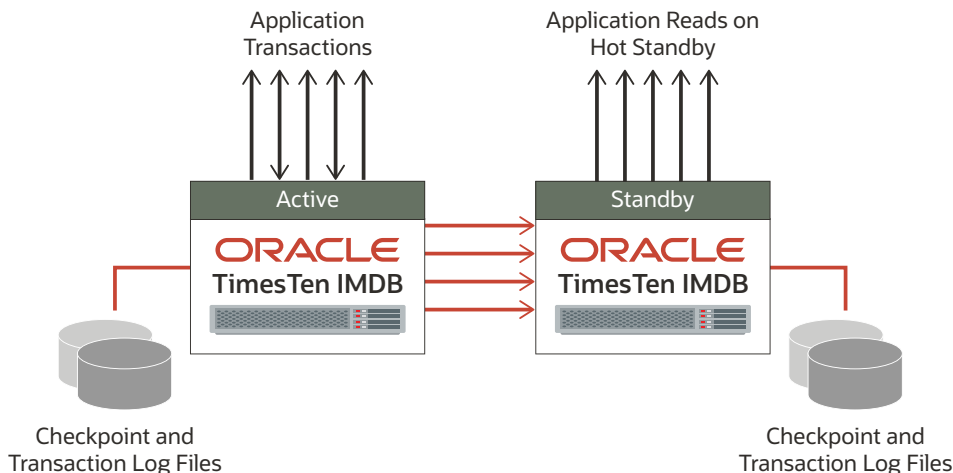 Application
Transactions
Application Reads on
Hot Standby
Active
ORACLE
TimesTen IMDB
Standby
ORACLE
TimesTen IMDB
Checkpoint and
Transaction Log Files
Checkpoint and
Transaction Log Files